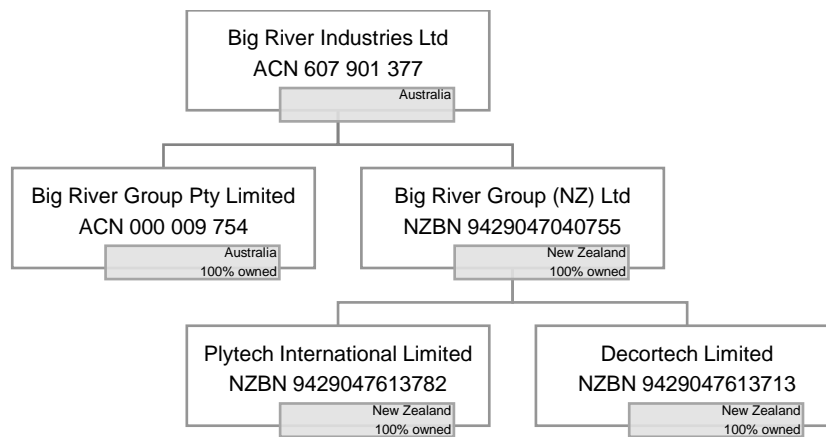 Big River Industries Ltd
ACN 607 901 377
Australia
Big River Group Pty Limited
ACN 000 009 754
Australia
100% owned
Big River Group (NZ) Ltd
NZBN 9429047040755
New Zealand
100% owned
Plytech International Limited
NZBN 9429047613782
New Zealand
100% owned
Decortech Limited
NZBN 9429047613713
New Zealand
100% owned